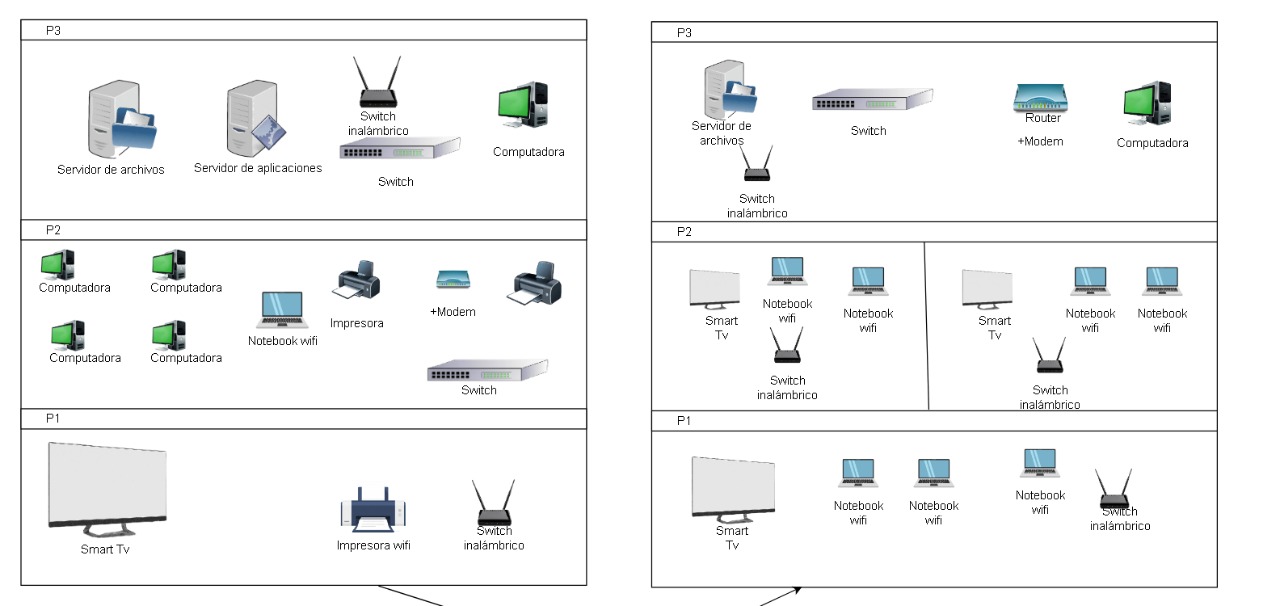 P3
Servidor de archivos
Servidor de aplicaciones
Switch
inalámbrico
Switch
Computadora
P2
Computadora
Computadora
Computadora
Computadora
Notebook wifi
Impresora
+Modem
Switch
P1
Smart Tv
Impresora wifi
Switch
inalámbrico
P3
Servidor de
archivos
Switch
inalámbrico
Switch
Router
+Modem
Computadora
P2
Smart
Tv
Notebook
wifi
Notebook
wifi
Switch
inalámbrico
Smart
Tv
Notebook
wifi
Notebook
wifi
Switch
inalámbrico
P1
Smart
Tv
Notebook
wifi
Notebook
wifi
Notebook
wifi
Switch
inalámbrico